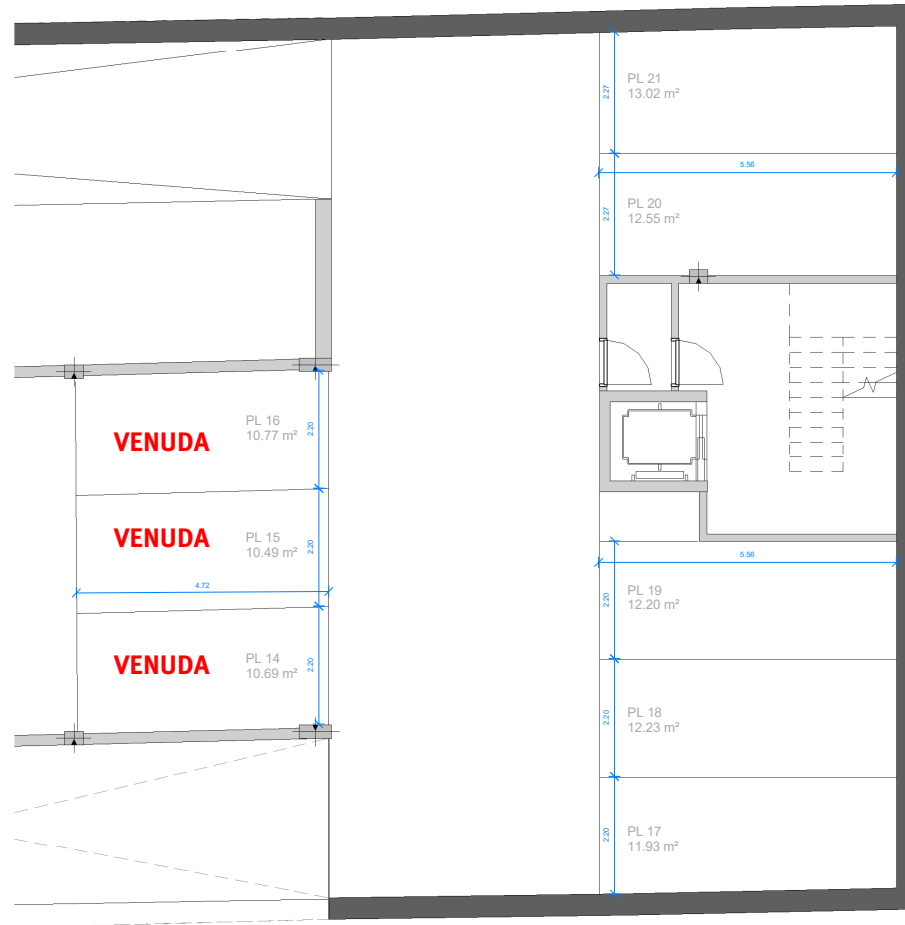 PL 21
13.02 m²
2.27
5.56
PL 20
12.55 m²
2.27
PL 16
10.77 m²
VENUDA
2.20
PL 15
10.49 m²
VENUDA
2.20
4.72
PL 14
10.69 m²
VENUDA
2.20
5.56
PL 19
12.20 m²
2.20
PL 18
12.23 m²
2.20
PL 17
11.93 m²
2.20